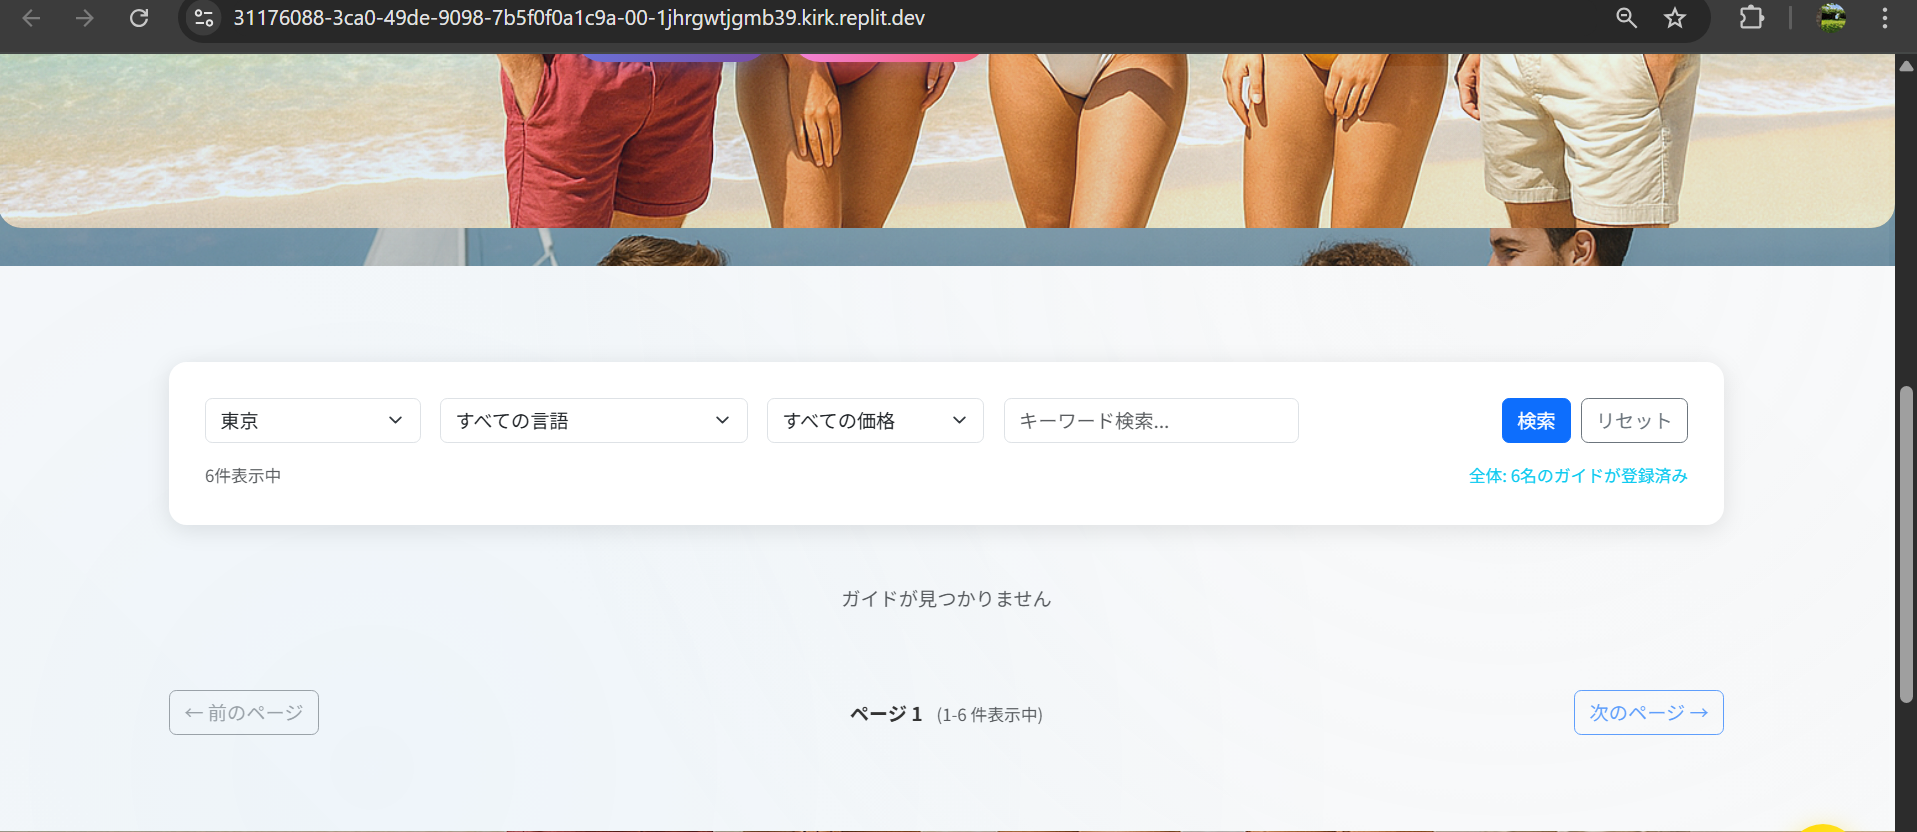 31176088-3ca0-49de-9098-7b5f0f0a1c9a-00-1jhrgwtjgmb39.kirk.replit.dev
東京
すべての言語
すべての価格
キーワード検索...
検索
リセット
6件表示中
全体: 6名のガイドが登録済み
ガイドが見つかりません
← 前のページ
ページ 1 (1-6 件表示中)
次のページ →